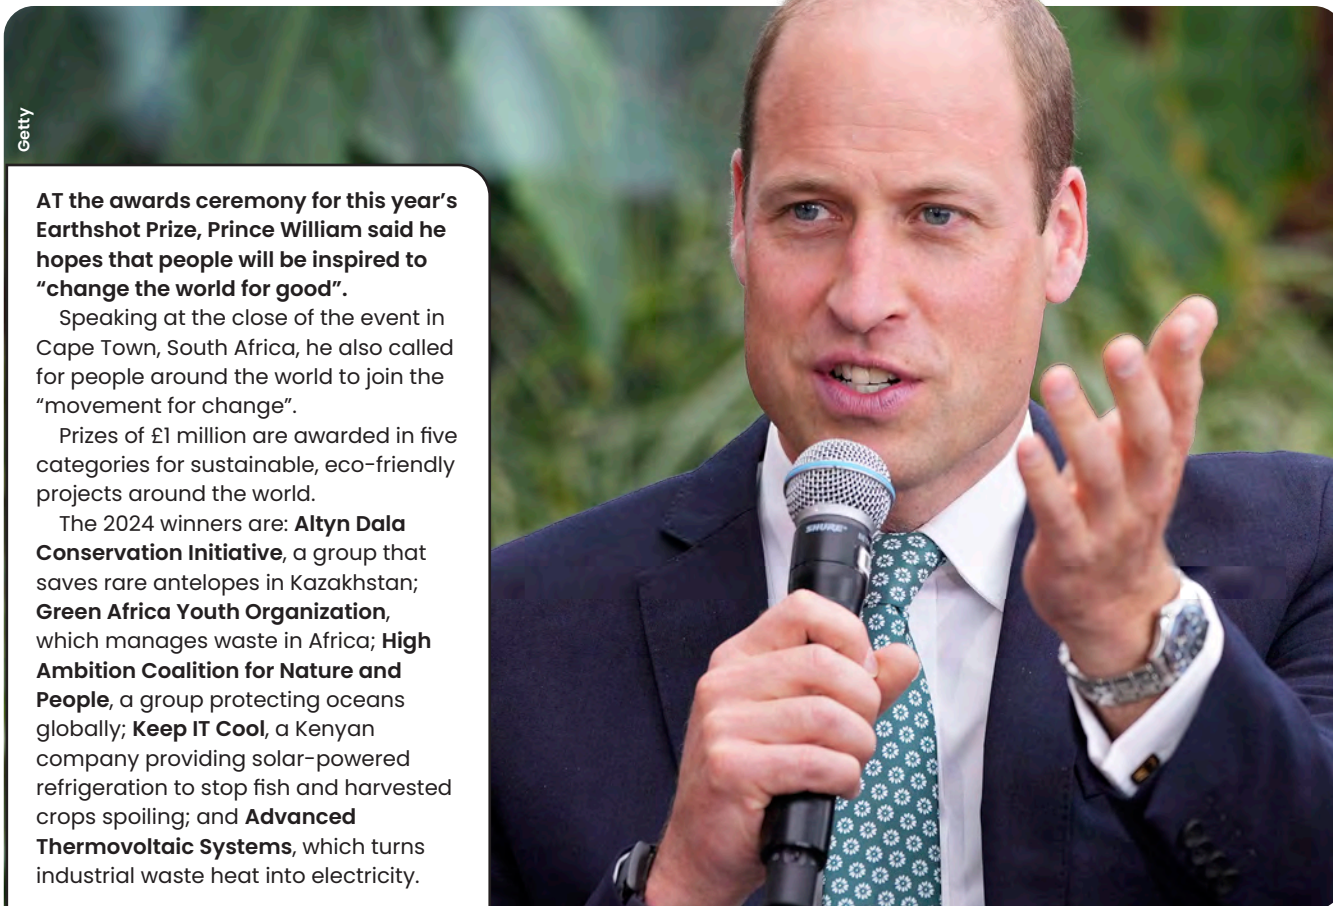 Getty
AT the awards ceremony for this year’s
Earthshot Prize, Prince William said he
hopes that people will be inspired to
“change the world for good”.
Speaking at the close of the event in
Cape Town, South Africa, he also called
for people around the world to join the
“movement for change”.
Prizes of £1 million are awarded in five
categories for sustainable, eco-friendly
projects around the world.
The 2024 winners are: Altyn Dala
Conservation Initiative, a group that
saves rare antelopes in Kazakhstan;
Green Africa Youth Organization,
which manages waste in Africa; High
Ambition Coalition for Nature and
People, a group protecting oceans
globally; Keep IT Cool, a Kenyan
company providing solar-powered
refrigeration to stop fish and harvested
crops spoiling; and Advanced
Thermovoltaic Systems, which turns
industrial waste heat into electricity.
SHURE